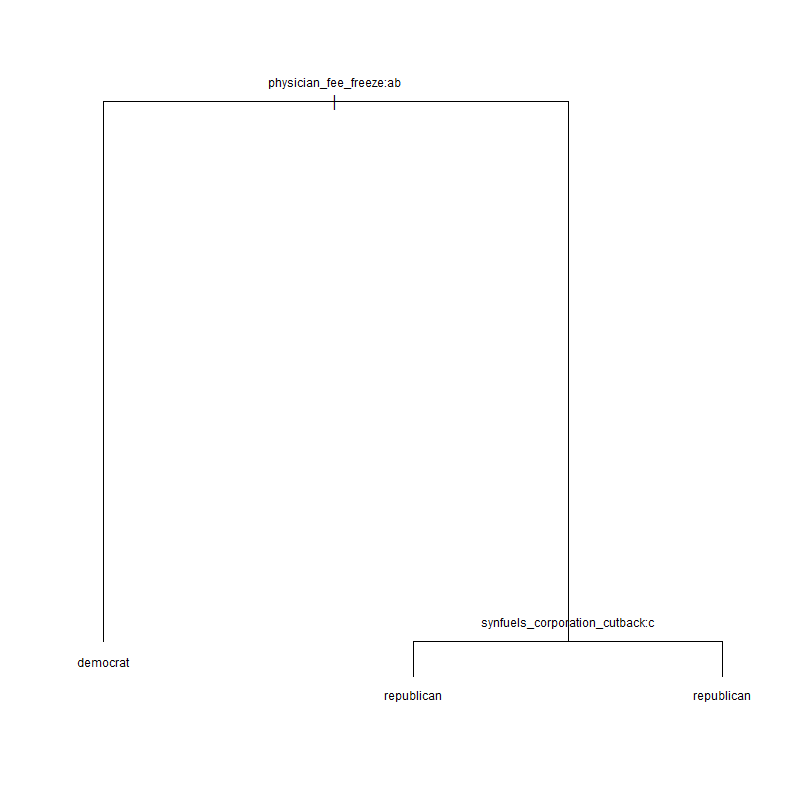 physician_fee_freeze:ab
synfuels_corporation_cutback:c
democrat
republican
republican